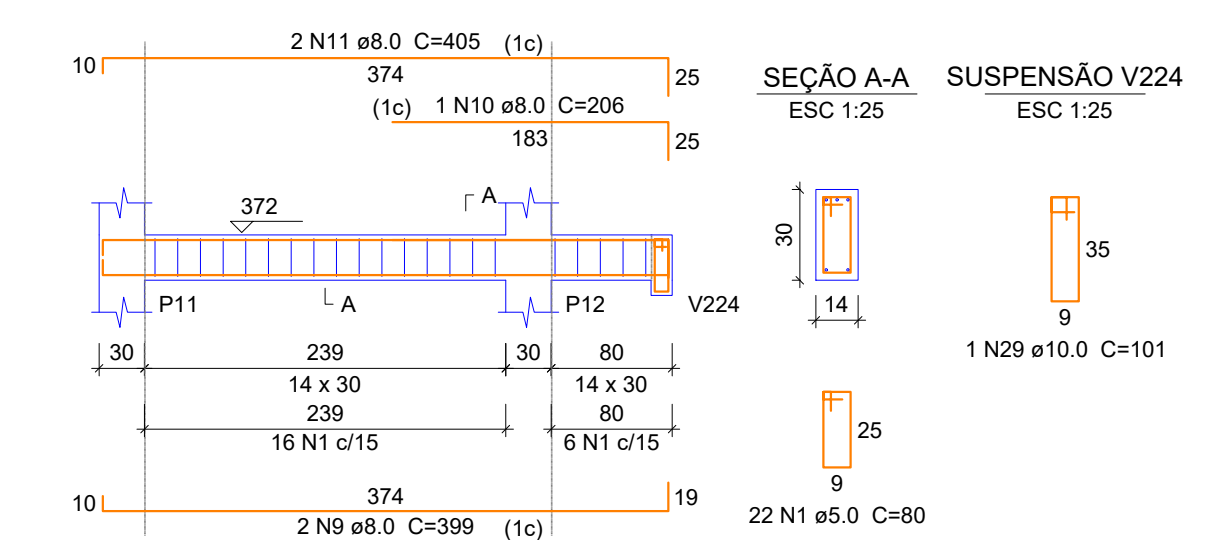 2 N11 ø8.0 C=405 (1c)
10
374
25
(1c) 1 N10 ø8.0 C=206
183
25
SEÇÃO A-A
ESC 1:25
SUSPENSÃO V224
ESC 1:25
372
A
A
P11
P12
V224
30
239
30
80
14 x 30
14 x 30
239
80
16 N1 c/15
6 N1 c/15
10
374
19
2 N9 ø8.0 C=399 (1c)
30
14
25
9
22 N1 ø5.0 C=80
35
9
1 N29 ø10.0 C=101